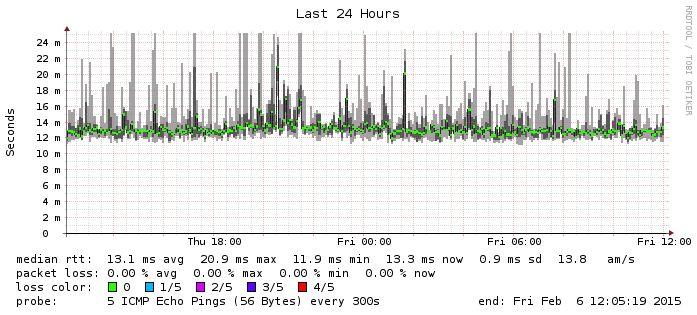 Last 24 Hours
RRDTOOL / TOBI OETIKER
Seconds
24 m
22 m
20 m
18 m
16 m
14 m
12 m
10 m
8 m
6 m
4 m
2 m
0
Thu 18:00 Fri 00:00 Fri 06:00 Fri 12:00
median rtt: 13.1 ms avg 20.9 ms max 11.9 ms min 13.3 ms now 0.9 ms sd 13.8 am/s
packet loss: 0.00 % avg 0.00 % max 0.00 % min 0.00 % now
loss color: 0 1/5 2/5 3/5 4/5
probe: 5 ICMP Echo Pings (56 Bytes) every 300s end: Fri Feb 6 12:05:19 2015